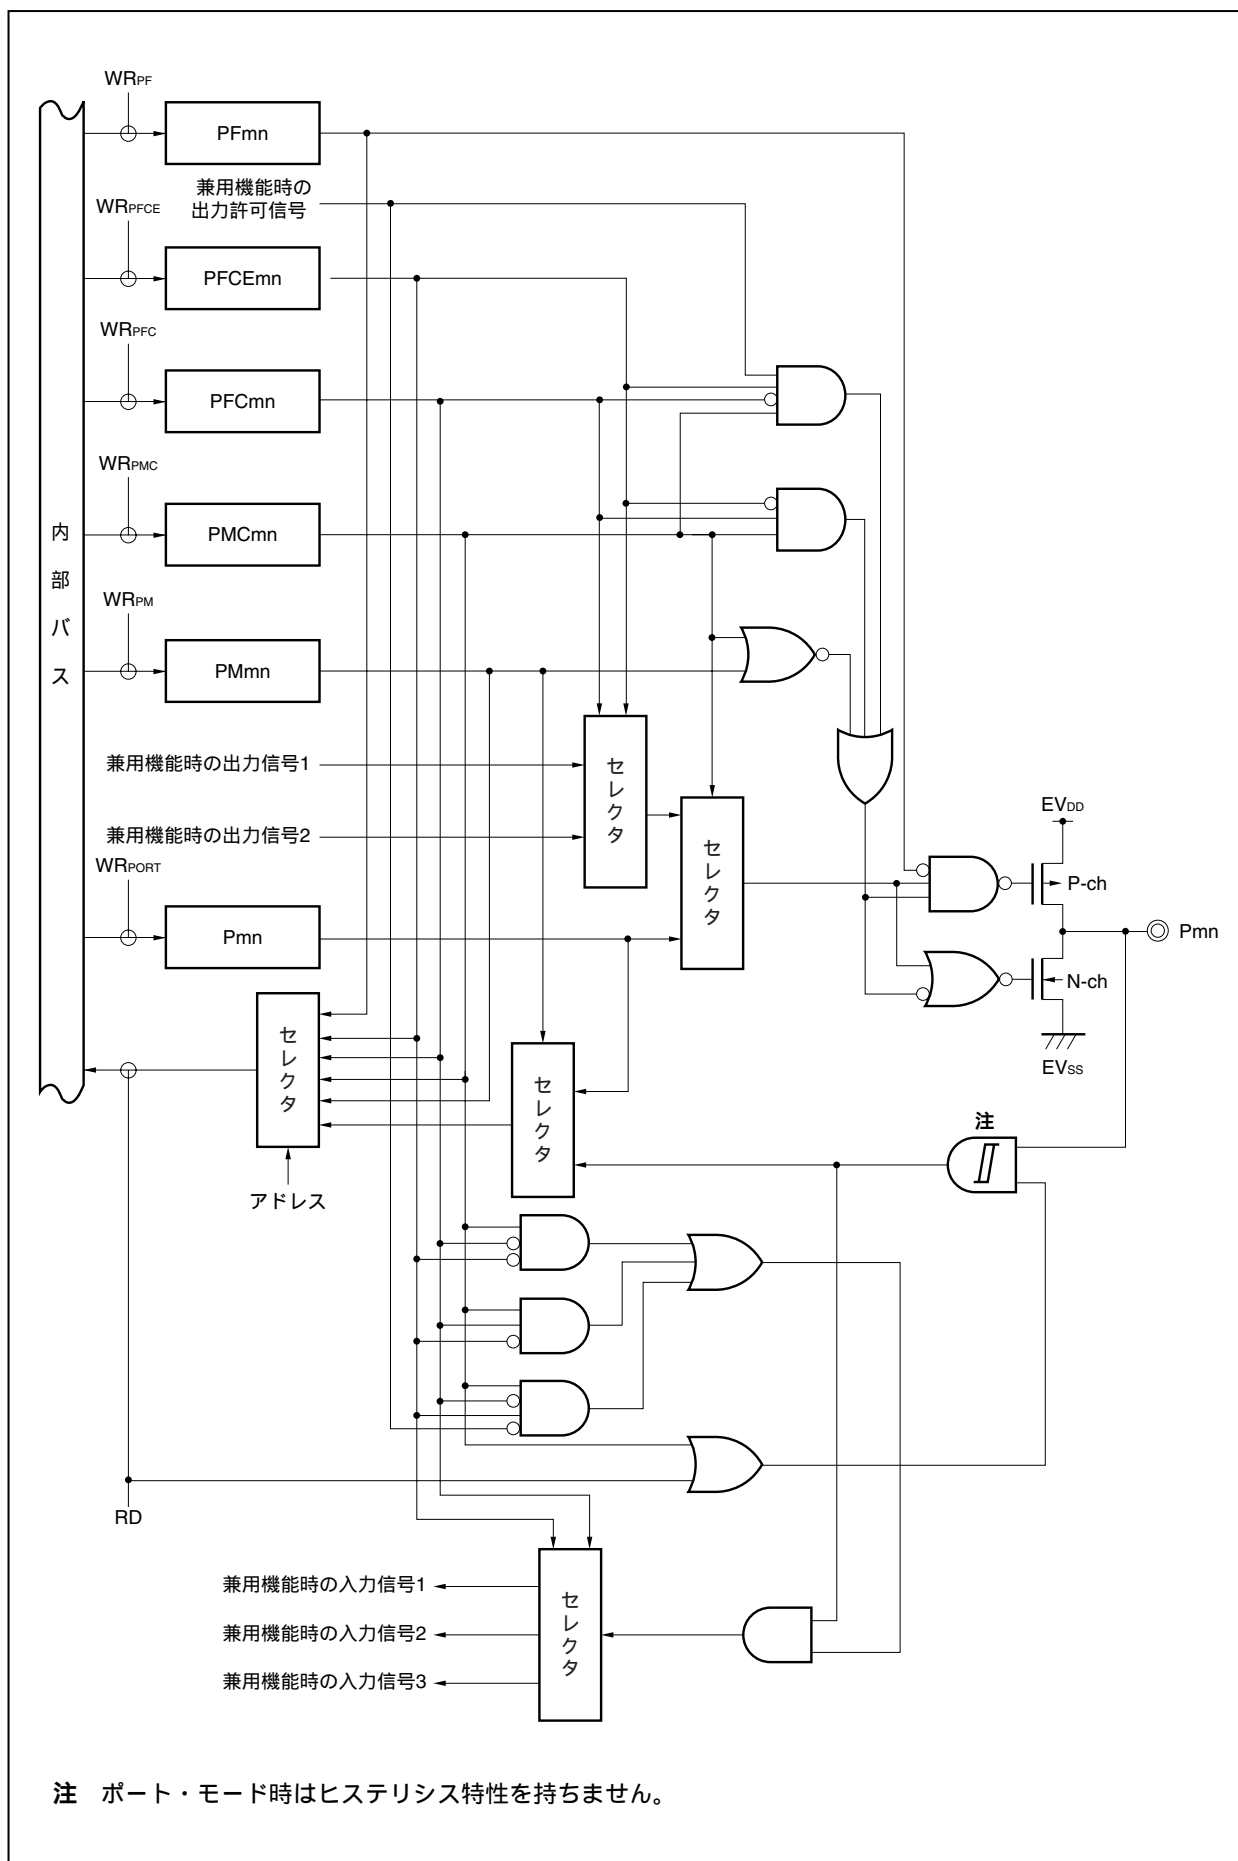 WRPF
PFmn
兼用機能時の
出力許可信号
WRPFCE
PFCEmn
WRPFC
PFCmn
WRPMC
PMCmn
内部バス
WRPM
PMmn
兼用機能時の出力信号1
セレクタ
兼用機能時の出力信号2
セレクタ
WRPORT
Pmn
EVDD
P-ch
Pmn
N-ch
EVSS
セレクタ
セレクタ
アドレス
注
RD
兼用機能時の入力信号1
兼用機能時の入力信号2
兼用機能時の入力信号3
セレクタ
注 ポート・モード時はヒステリシス特性を持ちません。